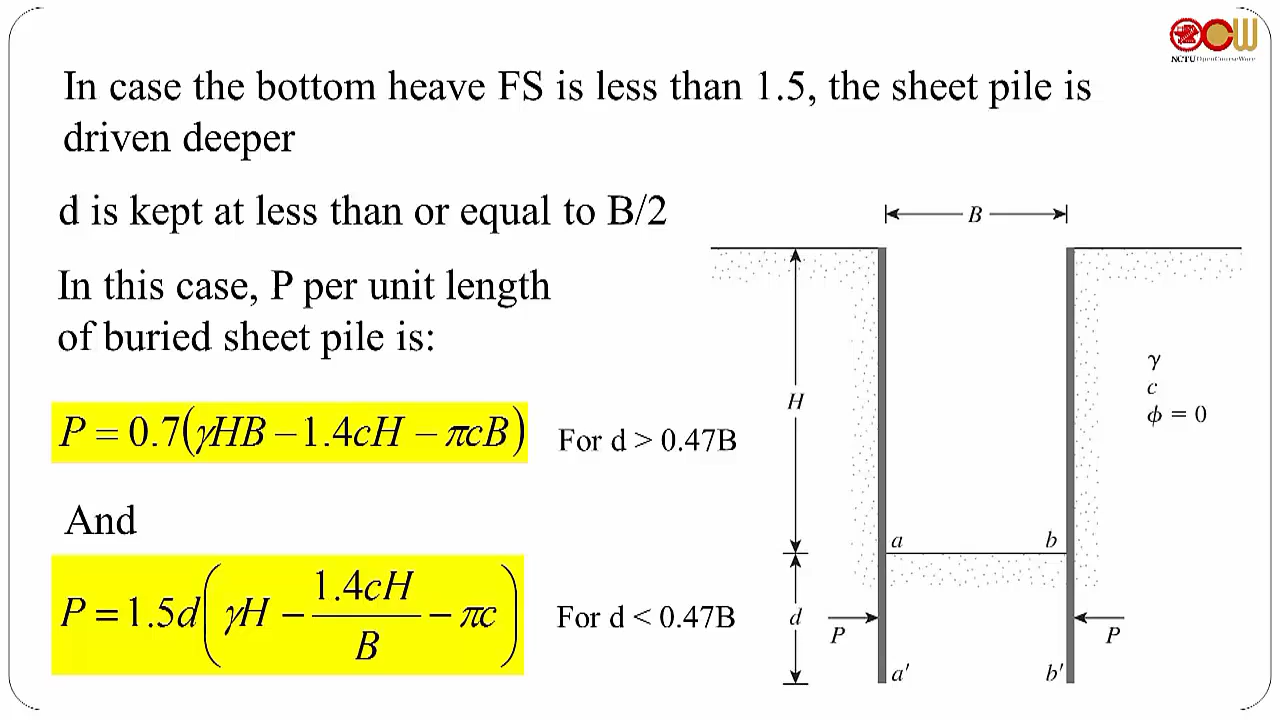 NCTU OpenCourseWare
In case the bottom heave FS is less than 1.5, the sheet pile is
driven deeper
d is kept at less than or equal to B/2
In this case, P per unit length
of buried sheet pile is:
P = 0.7(γHB − 1.4cH − πcB) For d > 0.47B
And
P = 1.5d(γH − 1.4cH/B − πc) For d < 0.47B
B
H
γ
c
ϕ = 0
a b
d
P P
a′ b′